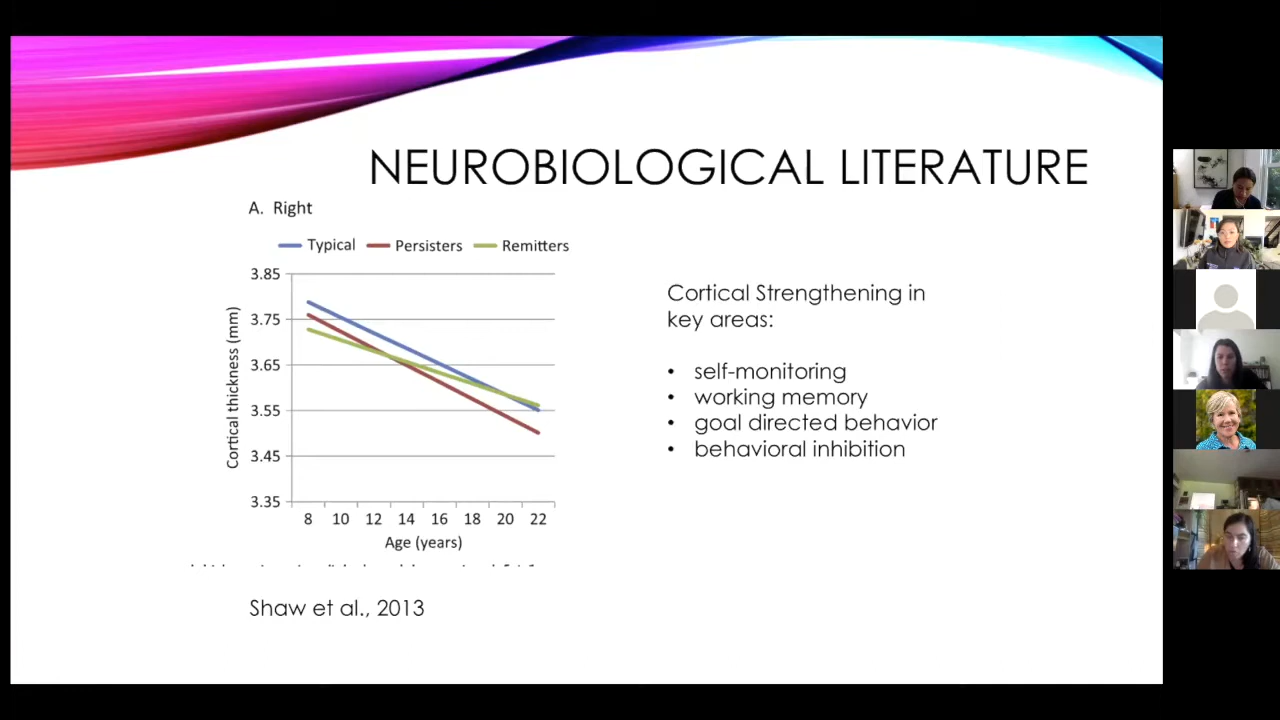 NEUROBIOLOGICAL LITERATURE
A. Right
Typical Persisters Remitters
3.85
3.75
3.65
3.55
3.45
3.35
Cortical thickness (mm)
8 10 12 14 16 18 20 22
Age (years)
Shaw et al., 2013
Cortical Strengthening in
key areas:
• self-monitoring
• working memory
• goal directed behavior
• behavioral inhibition